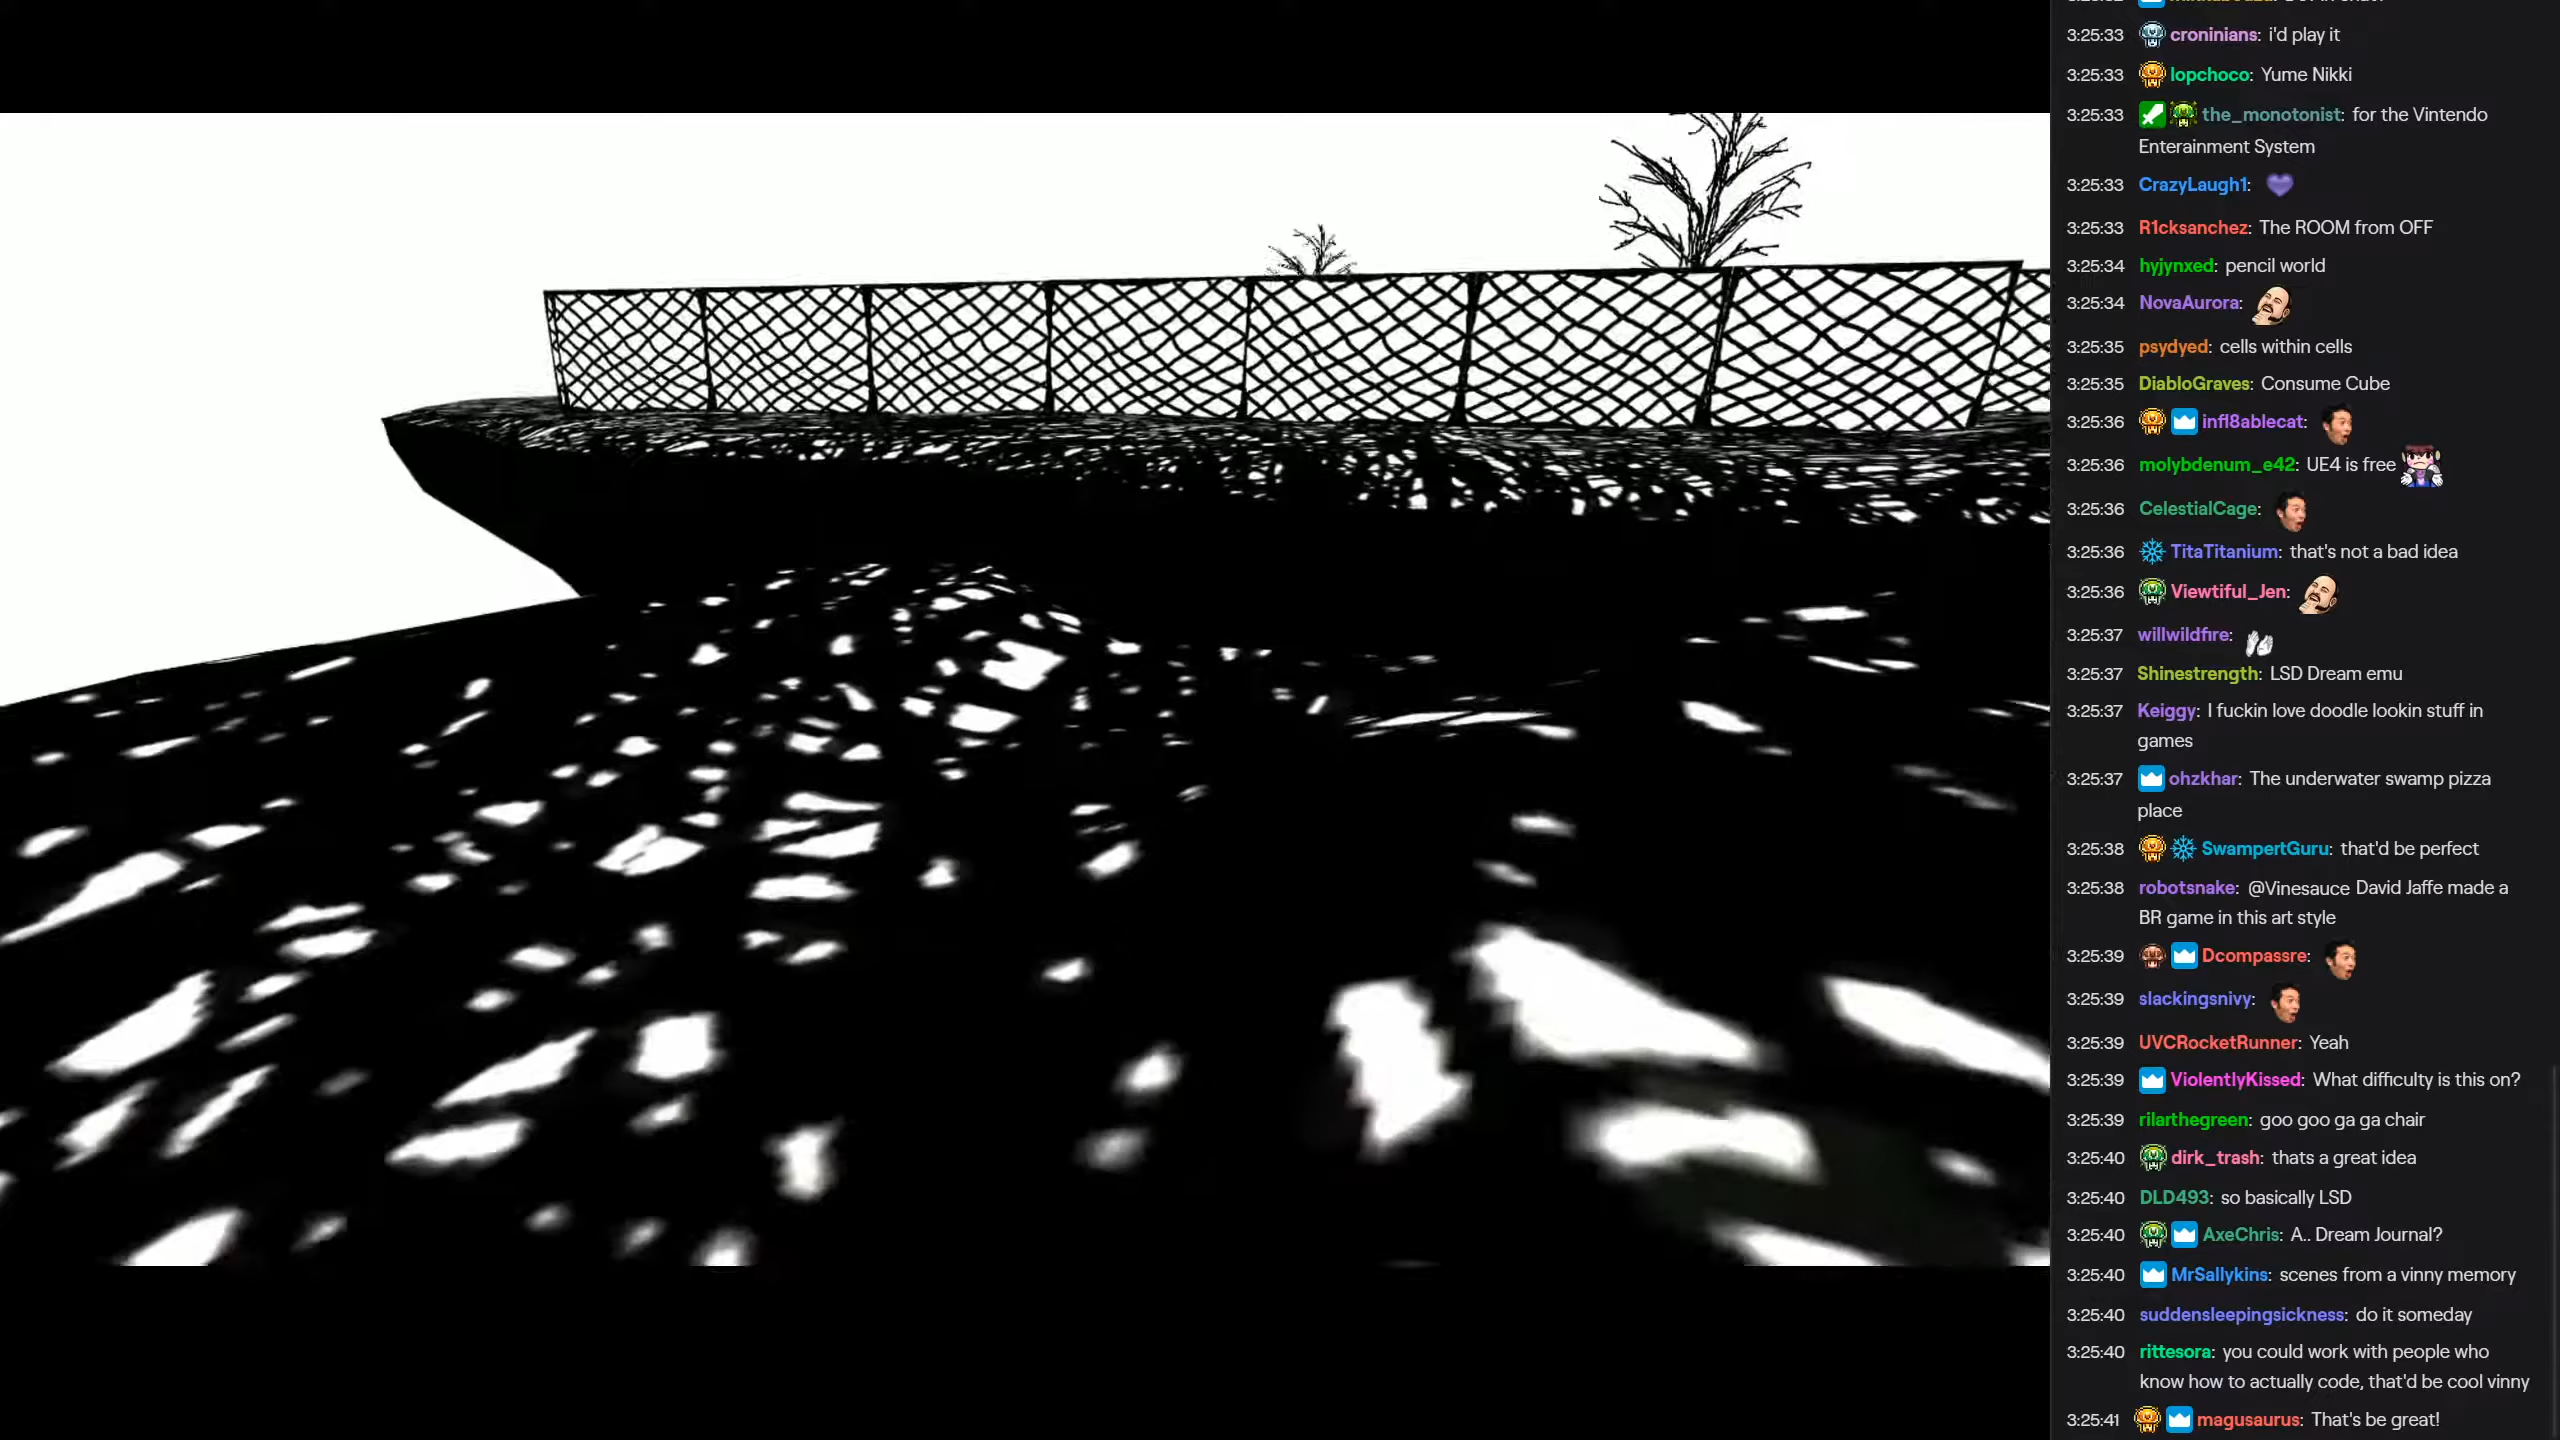 3:25:33 croninians: i'd play it
3:25:33 lopchoco: Yume Nikki
3:25:33 the_monotonist: for the Vintendo
Enterainment System
3:25:33 CrazyLaugh1:
3:25:33 R1cksanchez: The ROOM from OFF
3:25:34 hyjynxed: pencil world
3:25:34 NovaAurora:
3:25:35 psydyed: cells within cells
3:25:35 DiabloGraves: Consume Cube
3:25:36 infl8ablecat:
3:25:36 molybdenum_e42: UE4 is free
3:25:36 CelestialCage:
3:25:36 TitaTitanium: that's not a bad idea
3:25:36 Viewtiful_Jen:
3:25:37 willwildfire:
3:25:37 Shinestrength: LSD Dream emu
3:25:37 Keiggy: I fuckin love doodle lookin stuff in
games
3:25:37 ohzkhar: The underwater swamp pizza
place
3:25:38 SwampertGuru: that'd be perfect
3:25:38 robotsnake: @Vinesauce David Jaffe made a
BR game in this art style
3:25:39 Dcompassre:
3:25:39 slackingsnivy:
3:25:39 UVCRocketRunner: Yeah
3:25:39 ViolentlyKissed: What difficulty is this on?
3:25:39 rilarthegreen: goo goo ga ga chair
3:25:40 dirk_trash: thats a great idea
3:25:40 DLD493: so basically LSD
3:25:40 AxeChris: A.. Dream Journal?
3:25:40 MrSallykins: scenes from a vinny memory
3:25:40 suddensleepingsickness: do it someday
3:25:40 rittesora: you could work with people who
know how to actually code, that'd be cool vinny
3:25:41 magusaurus: That's be great!